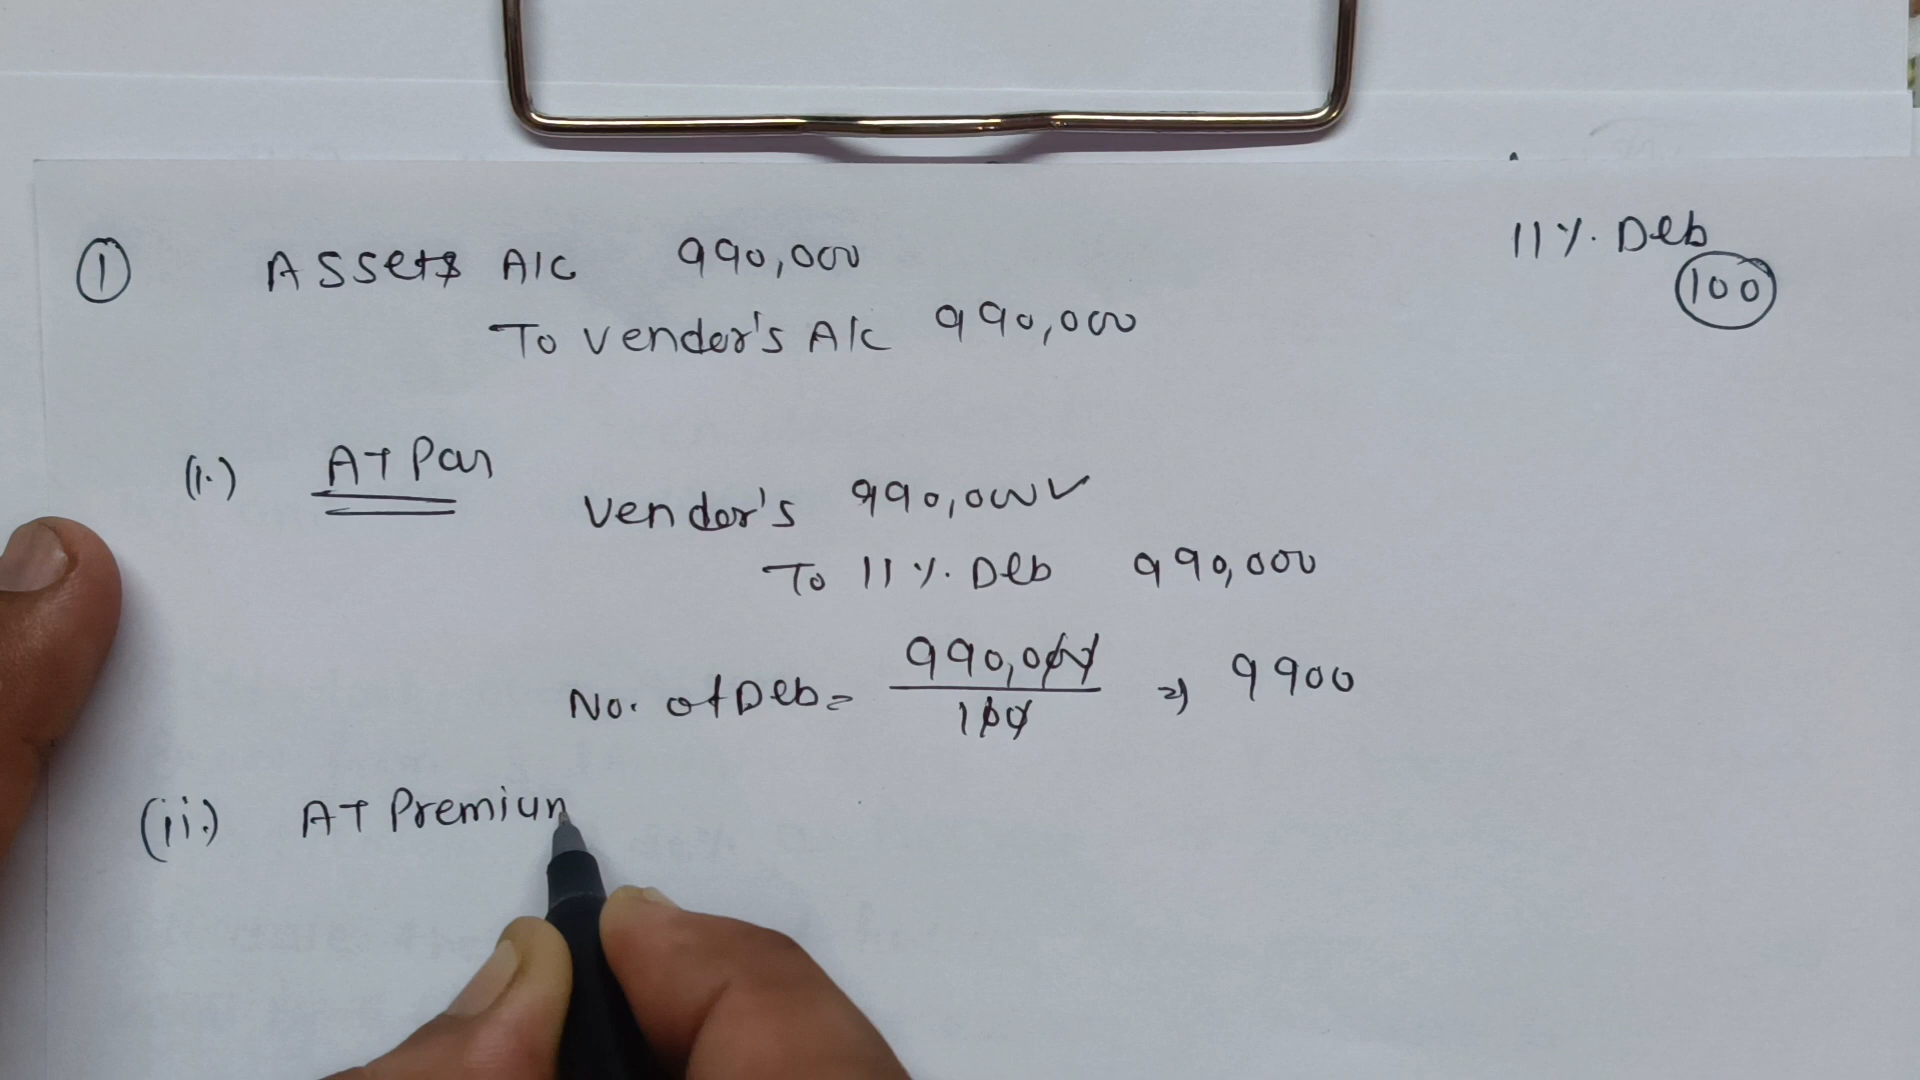 ① Assets A/c 990,000
To Vendor's A/c 990,000
11% Deb
100
(i.) At Par
Vendor's 990,000 ✓
To 11% Deb 990,000
No. of Deb = 990,000 / 100 ⇒ 9900
(ii.) At Premium